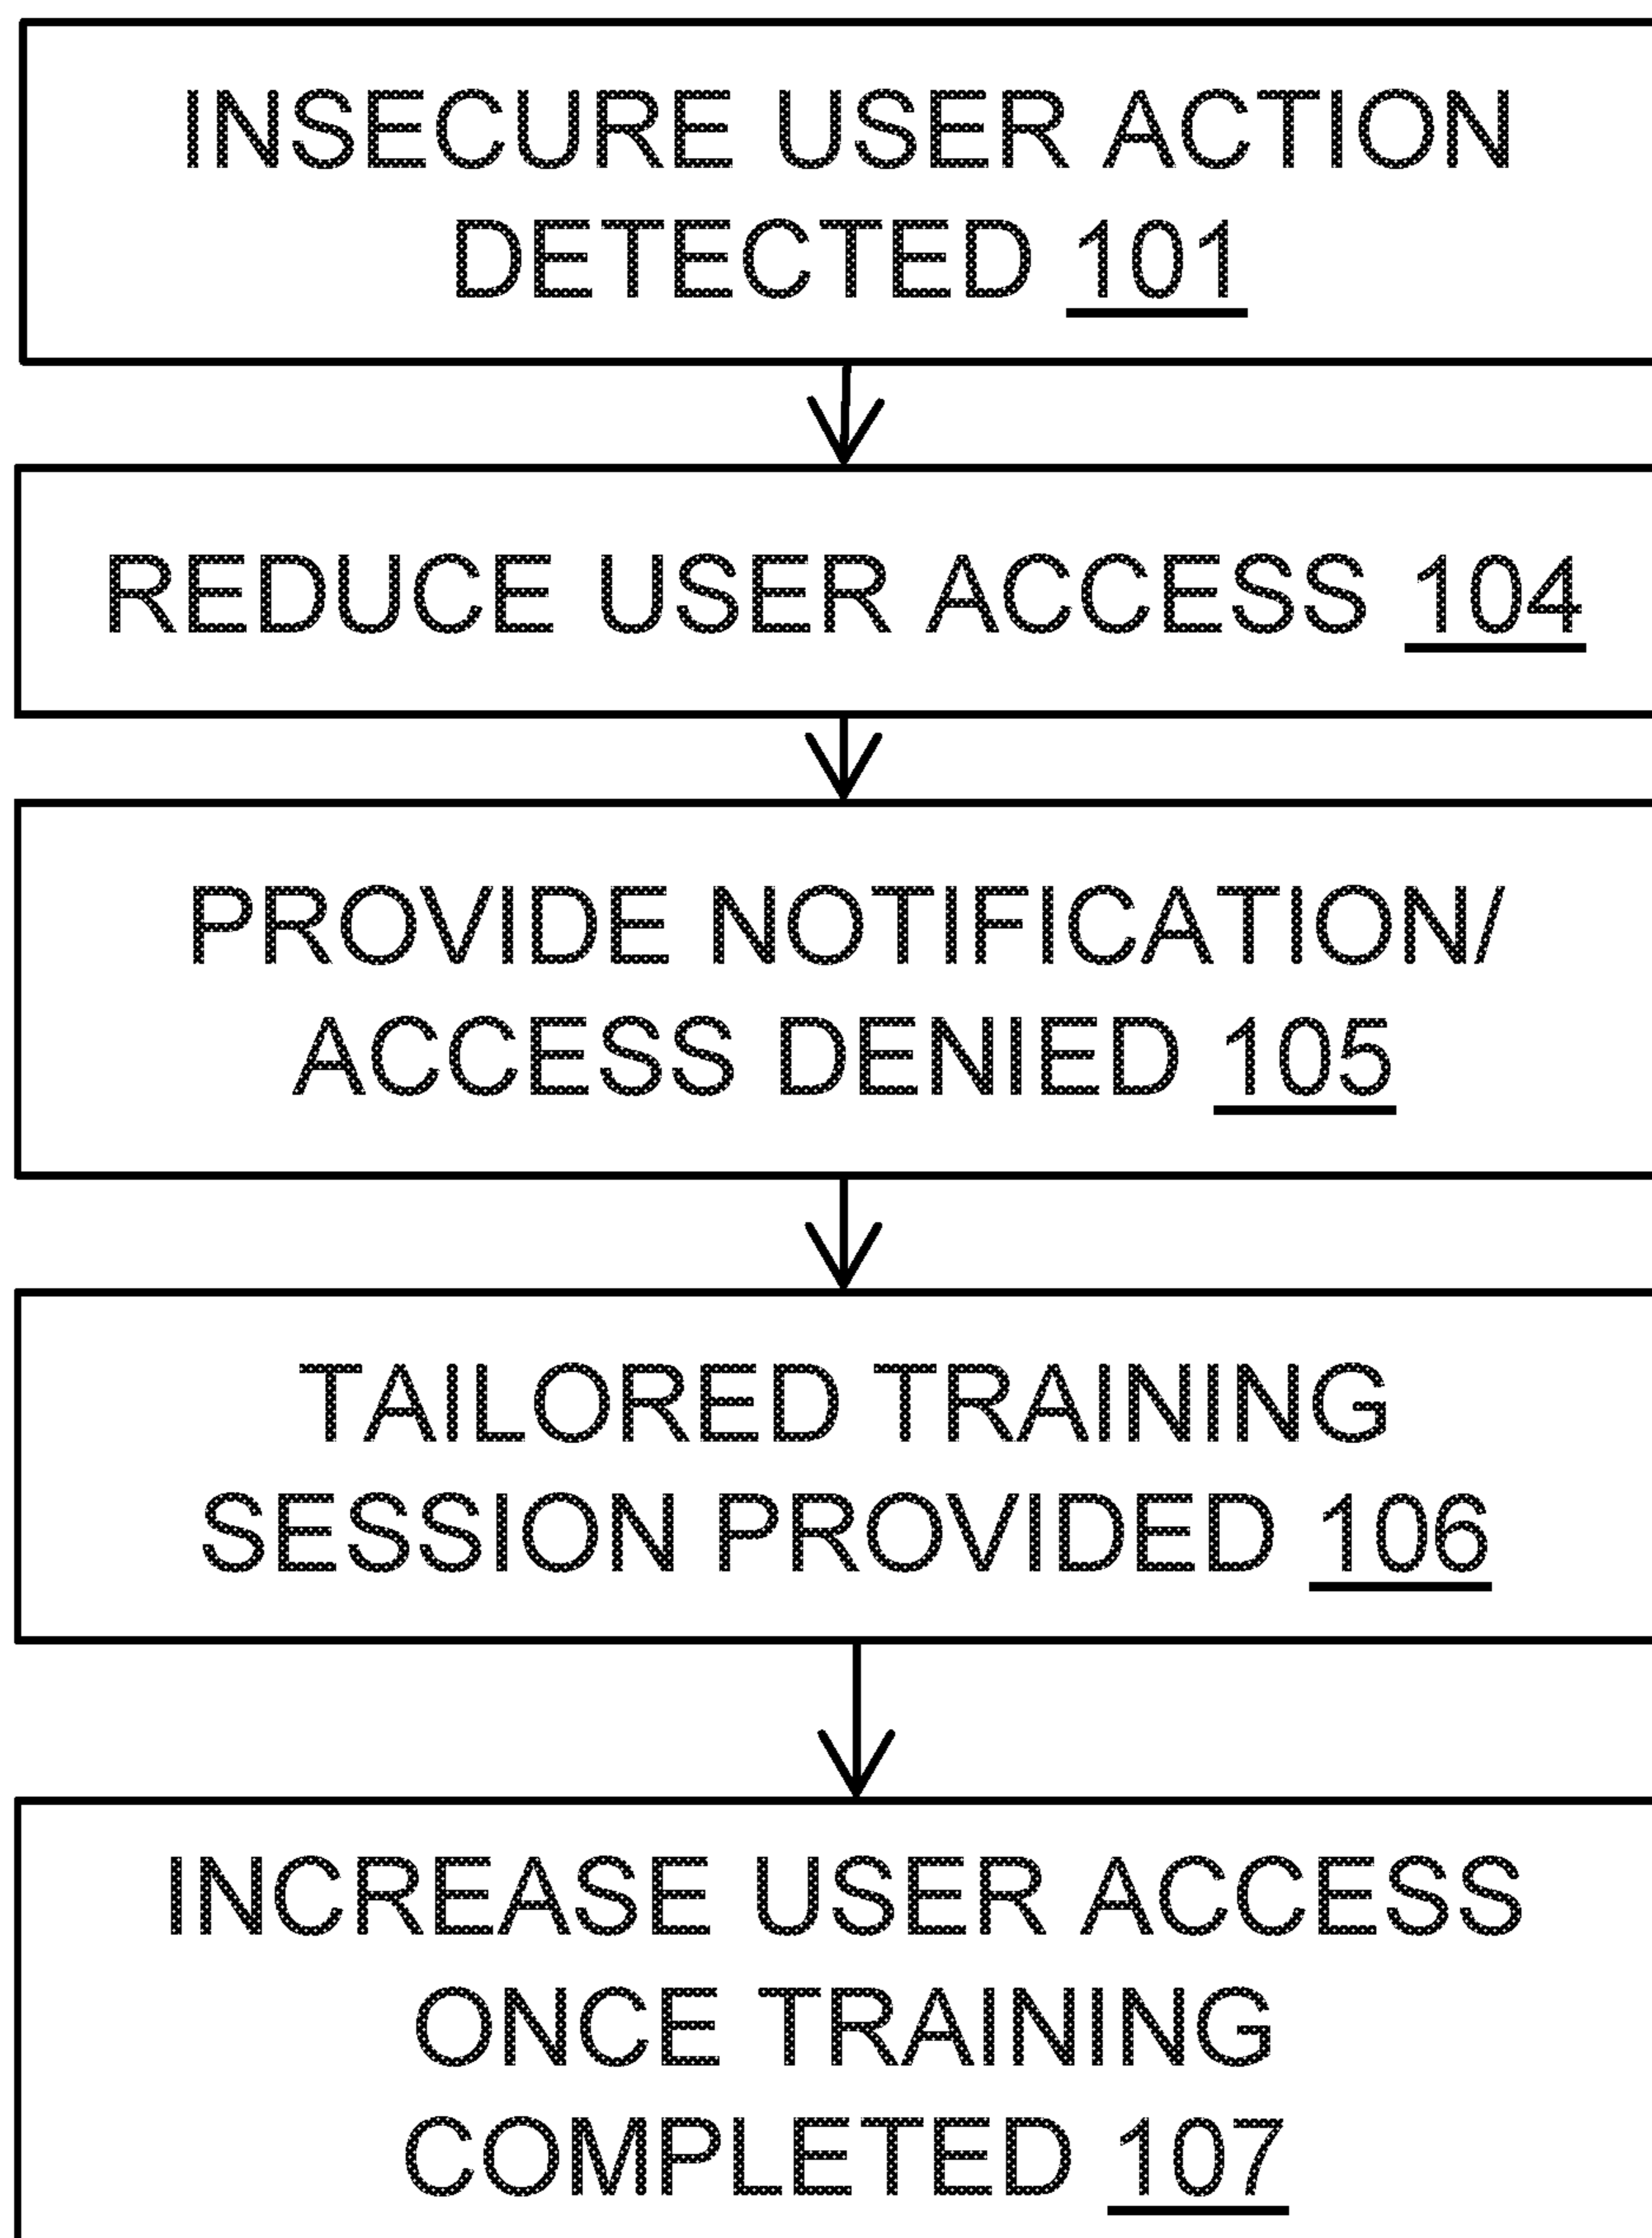 INSECURE USER ACTION
DETECTED 101
REDUCE USER ACCESS 104
PROVIDE NOTIFICATION/
ACCESS DENIED 105
TAILORED TRAINING
SESSION PROVIDED 106
INCREASE USER ACCESS
ONCE TRAINING
COMPLETED 107